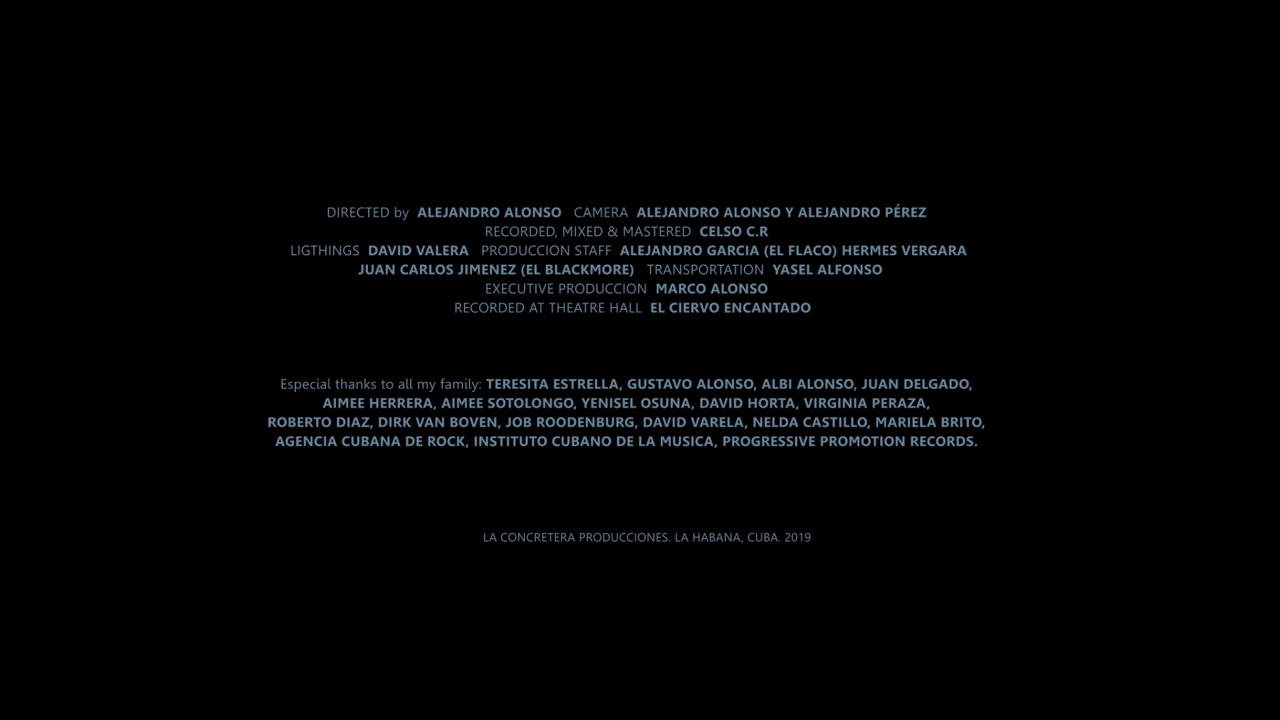 DIRECTED by ALEJANDRO ALONSO CAMERA ALEJANDRO ALONSO Y ALEJANDRO PÉREZ
RECORDED, MIXED & MASTERED CELSO C.R
LIGTHINGS DAVID VALERA PRODUCCION STAFF ALEJANDRO GARCIA (EL FLACO) HERMES VERGARA
JUAN CARLOS JIMENEZ (EL BLACKMORE) TRANSPORTATION YASEL ALFONSO
EXECUTIVE PRODUCCION MARCO ALONSO
RECORDED AT THEATRE HALL EL CIERVO ENCANTADO
Especial thanks to all my family: TERESITA ESTRELLA, GUSTAVO ALONSO, ALBI ALONSO, JUAN DELGADO,
AIMEE HERRERA, AIMEE SOTOLONGO, YENISEL OSUNA, DAVID HORTA, VIRGINIA PERAZA,
ROBERTO DIAZ, DIRK VAN BOVEN, JOB ROODENBURG, DAVID VARELA, NELDA CASTILLO, MARIELA BRITO,
AGENCIA CUBANA DE ROCK, INSTITUTO CUBANO DE LA MUSICA, PROGRESSIVE PROMOTION RECORDS.
LA CONCRETERA PRODUCCIONES. LA HABANA, CUBA. 2019